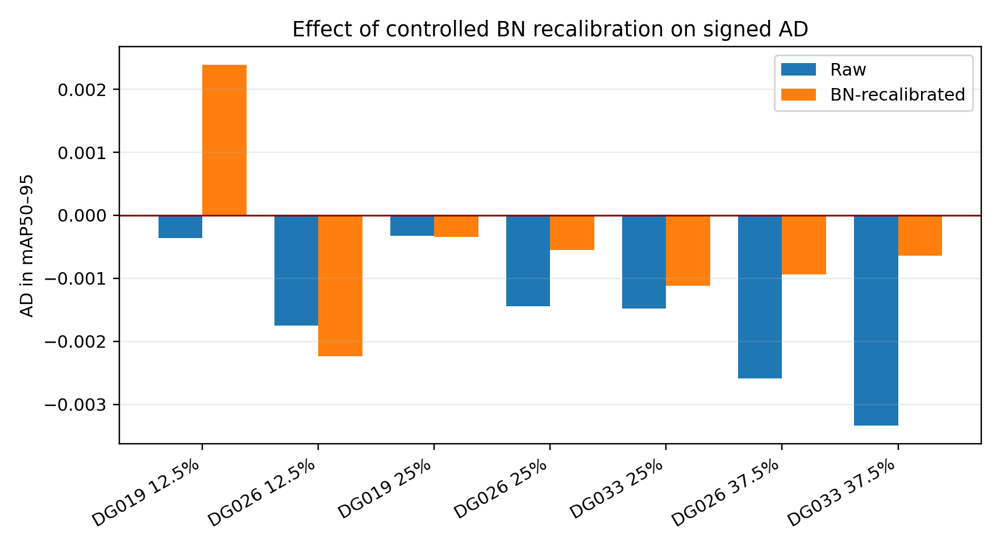 Effect of controlled BN recalibration on signed AD
Raw
BN-recalibrated
AD in mAP50–95
0.002
0.001
0.000
−0.001
−0.002
−0.003
DG019 12.5%
DG026 12.5%
DG019 25%
DG026 25%
DG033 25%
DG026 37.5%
DG033 37.5%